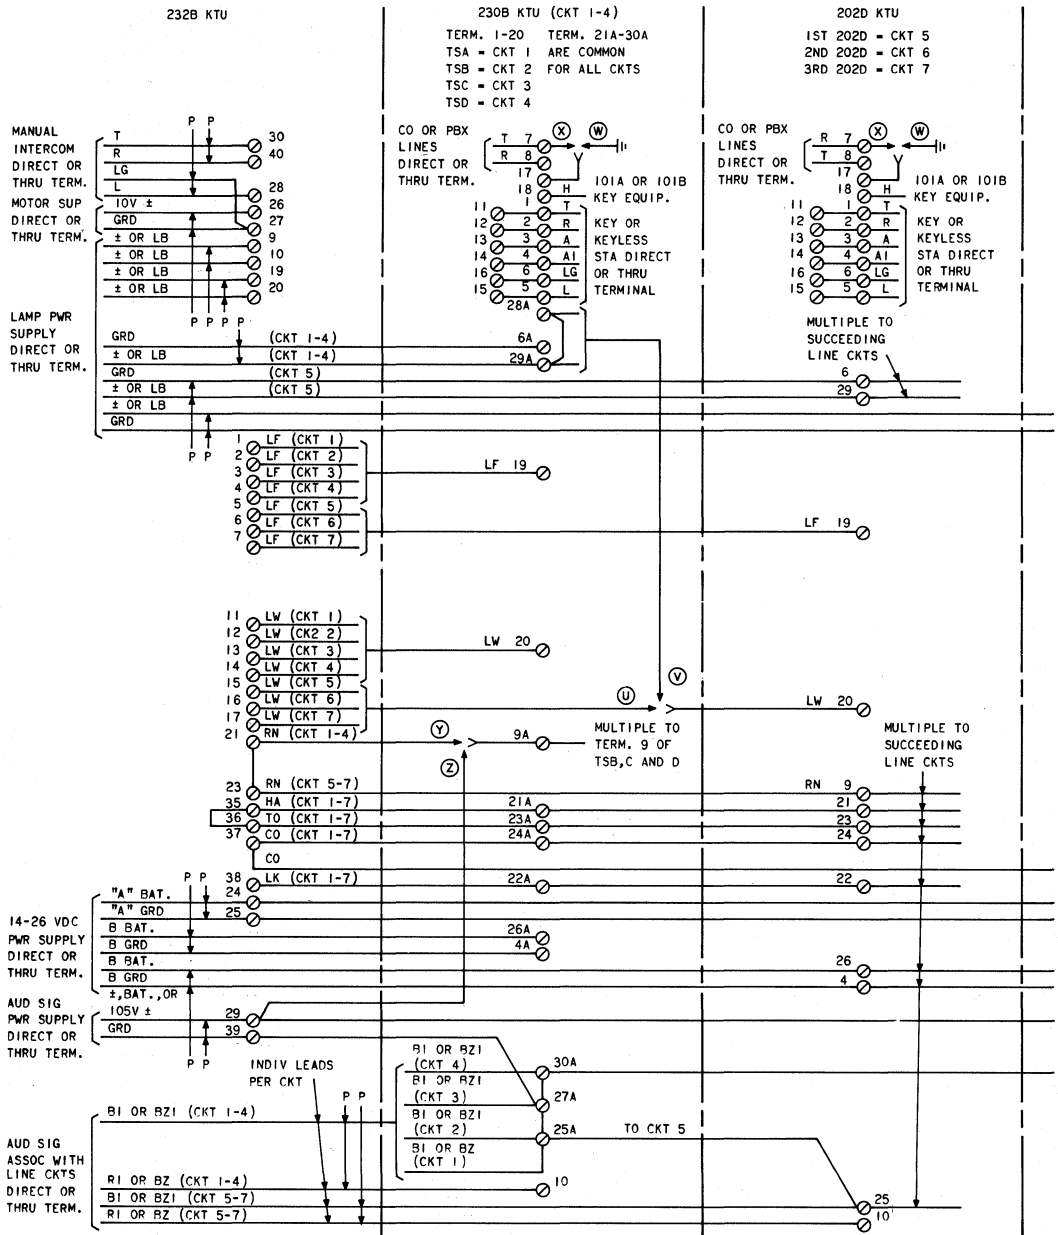 232B KTU
230B KTU (CKT 1-4)
202D KTU
TERM. 1-20 TERM. 21A-30A
TSA = CKT 1 ARE COMMON
TSB = CKT 2 FOR ALL CKTS
TSC = CKT 3
TSD = CKT 4
1ST 202D = CKT 5
2ND 202D = CKT 6
3RD 202D = CKT 7
MANUAL
INTERCOM
DIRECT OR
THRU TERM.
P P
T 30
R 40
LG
L 28
MOTOR SUP
DIRECT OR
THRU TERM.
10V ± 26
GRD 27
± OR LB 9
± OR LB 10
± OR LB 19
± OR LB 20
P P P P
LAMP PWR
SUPPLY
DIRECT OR
THRU TERM.
GRD (CKT 1-4) 6A
± OR LB (CKT 1-4) 29A
GRD (CKT 5) 6
± OR LB (CKT 5) 29
± OR LB
GRD
P P
CO OR PBX
LINES
DIRECT OR
THRU TERM.
T 7 X W
R 8
17
18 H
101A OR 101B
KEY EQUIP.
11 1 T
12 2 R
13 3 A
14 4 A1
16 6 LG
15 5 L
28A
KEY OR
KEYLESS
STA DIRECT
OR THRU
TERMINAL
CO OR PBX
LINES
DIRECT OR
THRU TERM.
R 7 X W
T 8
17
18 H
101A OR 101B
KEY EQUIP.
11 1 T
12 2 R
13 3 A
14 4 A1
16 6 LG
15 5 L
KEY OR
KEYLESS
STA DIRECT
OR THRU
TERMINAL
MULTIPLE TO
SUCCEEDING
LINE CKTS
1 LF (CKT 1)
2 LF (CKT 2)
3 LF (CKT 3)
4 LF (CKT 4)
5 LF (CKT 5)
6 LF (CKT 6)
7 LF (CKT 7)
LF 19
LF 19
11 LW (CKT 1)
12 LW (CK2 2)
13 LW (CKT 3)
14 LW (CKT 4)
15 LW (CKT 5)
16 LW (CKT 6)
17 LW (CKT 7)
LW 20
U
V
LW 20
21 RN (CKT 1-4)
Y
Z
9A
MULTIPLE TO
TERM. 9 OF
TSB,C AND D
MULTIPLE TO
SUCCEEDING
LINE CKTS
23 RN (CKT 5-7) RN 9
35 HA (CKT 1-7) 21A 21
36 TO (CKT 1-7) 23A 23
37 CO (CKT 1-7) 24A 24
CO
38 LK (CKT 1-7) 22A 22
P P
14-26 VDC
PWR SUPPLY
DIRECT OR
THRU TERM.
"A" BAT. 24
"A" GRD 25
B BAT. 26A
B GRD 4A
B BAT. 26
B GRD 4
AUD SIG
PWR SUPPLY
DIRECT OR
THRU TERM.
±,BAT.,OR
105V ± 29
GRD 39
P P
INDIV LEADS
PER CKT
P P
B1 OR BZ1
(CKT 4) 30A
B1 OR BZ1
(CKT 3) 27A
B1 OR BZ1
(CKT 2) 25A
B1 OR BZ
(CKT 1)
TO CKT 5
AUD SIG
ASSOC WITH
LINE CKTS
DIRECT OR
THRU TERM.
B1 OR BZ1 (CKT 1-4)
R1 OR BZ (CKT 1-4) 10
B1 OR BZ1 (CKT 5-7) 25
R1 OR BZ (CKT 5-7) 10